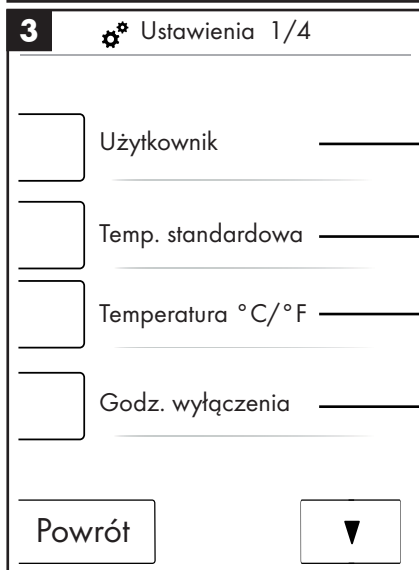 3 Ustawienia 1/4
Użytkownik
Temp. standardowa
Temperatura °C/°F
Godz. wyłączenia
Powrót